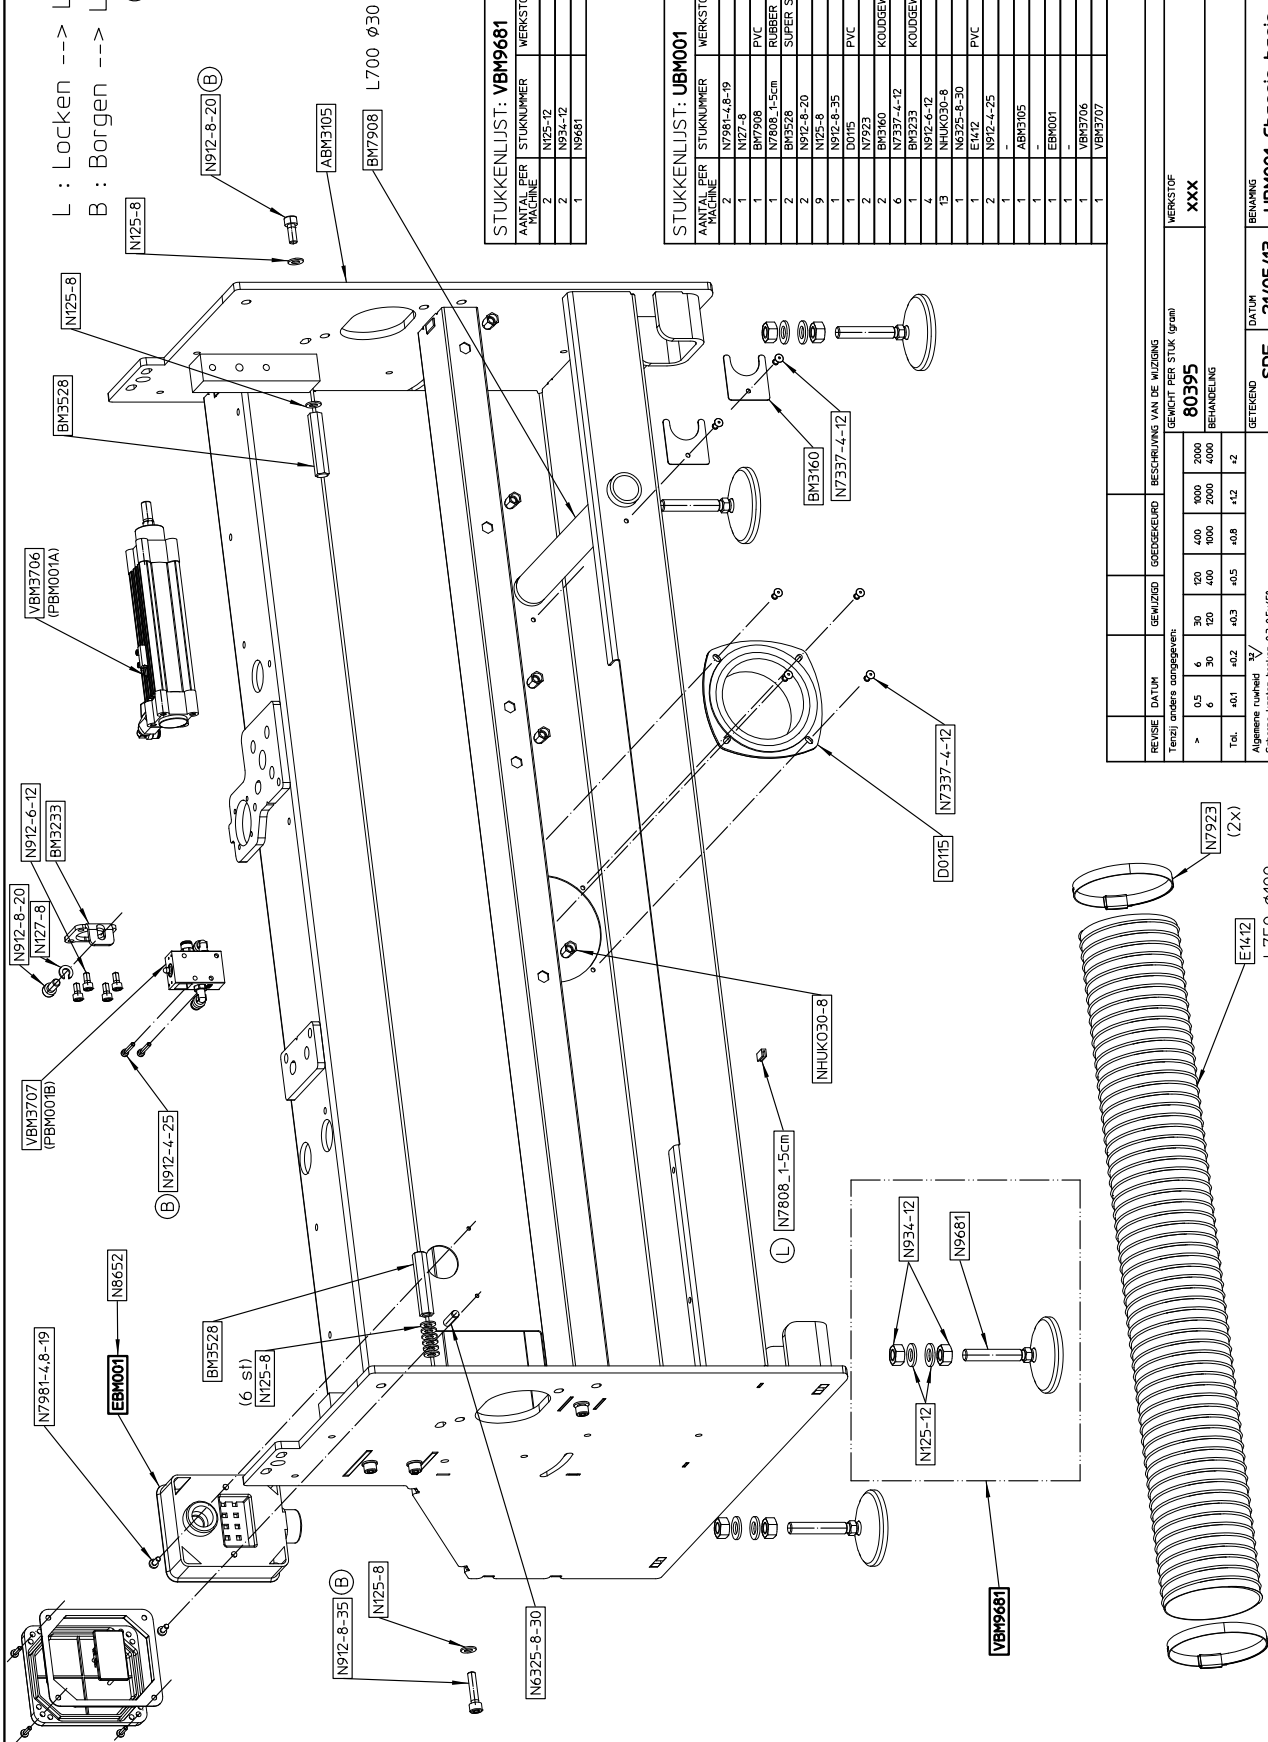 L : Locken --> L
B : Borgen --> L
N912-8-20
B
N125-8
ABM3105
BM7908
L700 ø30
N125-8
BM3528
VBM3706
(PBM001A)
N912-6-12
BM3233
N912-8-20
N127-8
VBM3707
(PBM001B)
B
N912-4-25
N8652
EBM001
N7981-4.8-19
BM3528
(6 st)
N125-8
N912-8-35
B
N125-8
N6325-8-30
BM3160
N7337-4-12
N7337-4-12
D0115
NHUK030-8
L
N7808_1-5cm
N934-12
N9681
N125-12
VBM9681
N7923
(2x)
E1412
STUKKENLIJST: VBM9681
AANTAL PER MACHINE STUKNUMMER WERKSTO
2 N125-12
2 N934-12
1 N9681
STUKKENLIJST: UBM001
AANTAL PER MACHINE STUKNUMMER WERKSTO
2 N7981-4.8-19
1 N127-8
1 BM7908 PVC
1 N7808_1-5cm RUBBER
2 BM3528 SUPER S
2 N912-8-20
9 N125-8
1 N912-8-35
1 D0115 PVC
2 N7923
2 BM3160 KOUDGEW
6 N7337-4-12
1 BM3233 KOUDGEW
4 N912-6-12
13 NHUK030-8
1 N6325-8-30
1 E1412 PVC
2 N912-4-25
1 -
1 ABM3105
1 -
1 EBM001
1 -
1 VBM3706
1 VBM3707
REVISIE DATUM GEWIJZIGD GOEDGEKEURD BESCHRIJVING VAN DE WIJZIGING
Tenzij anders aangegeven:
> 0.5 6 30 120 400 1000 2000
6 30 120 400 1000 2000 4000
Tol. ±0.1 ±0.2 ±0.3 ±0.5 ±0.8 ±1.2 ±2
Algemene ruwheid 3.2
GEWICHT PER STUK (gram)
80395
WERKSTOF
XXX
BEHANDELING
GETEKEND
DATUM
BENAMING